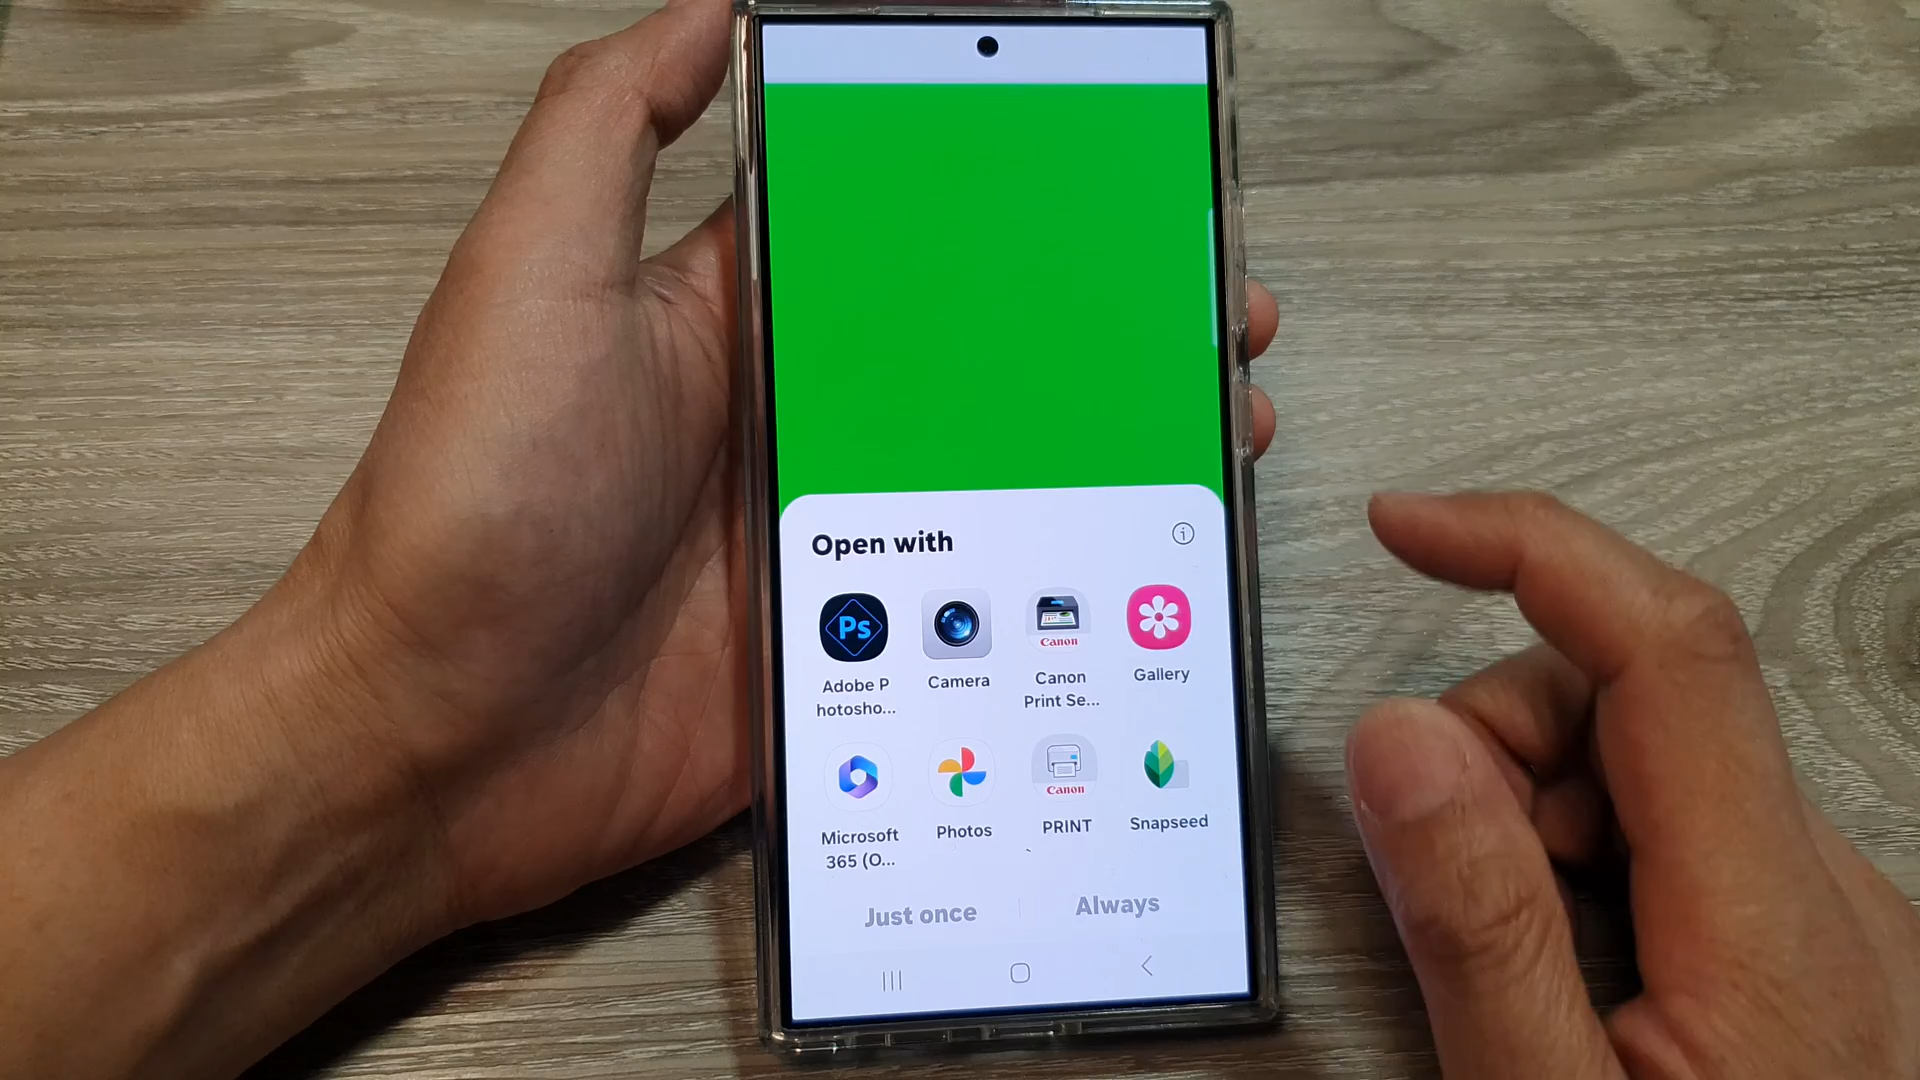 Open with
Ps
Canon
Adobe P
hotosho...
Camera
Canon
Print Se...
Gallery
Canon
Microsoft
365 (O...
Photos
PRINT
Snapseed
Just once
Always